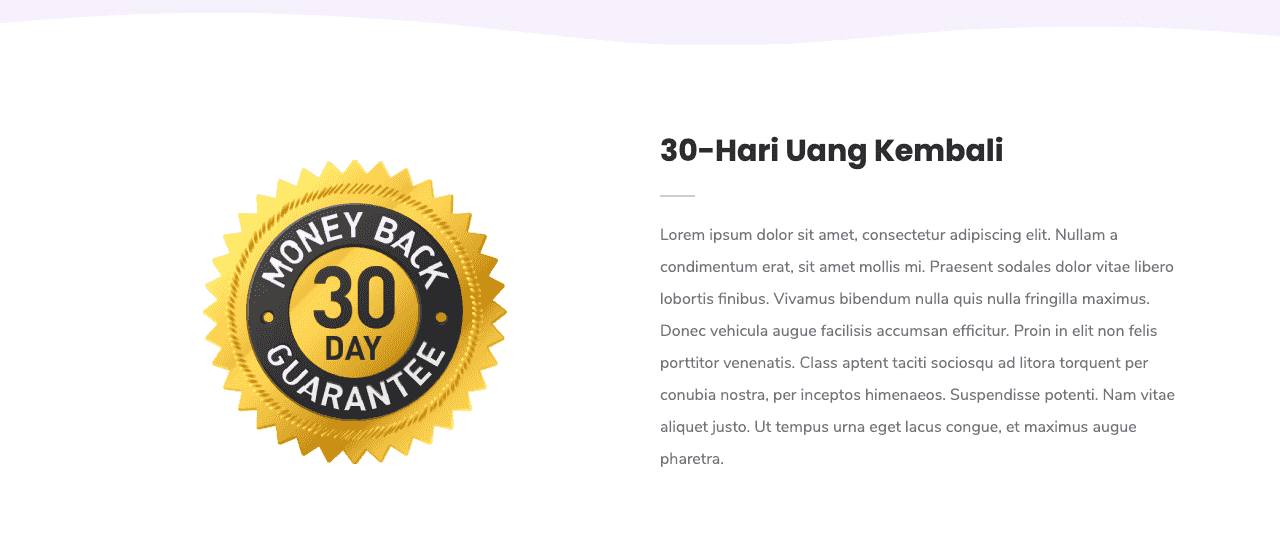 MONEY BACK
30
DAY
GUARANTEE
30-Hari Uang Kembali
Lorem ipsum dolor sit amet, consectetur adipiscing elit. Nullam a
condimentum erat, sit amet mollis mi. Praesent sodales dolor vitae libero
lobortis finibus. Vivamus bibendum nulla quis nulla fringilla maximus.
Donec vehicula augue facilisis accumsan efficitur. Proin in elit non felis
porttitor venenatis. Class aptent taciti sociosqu ad litora torquent per
conubia nostra, per inceptos himenaeos. Suspendisse potenti. Nam vitae
aliquet justo. Ut tempus urna eget lacus congue, et maximus augue
pharetra.